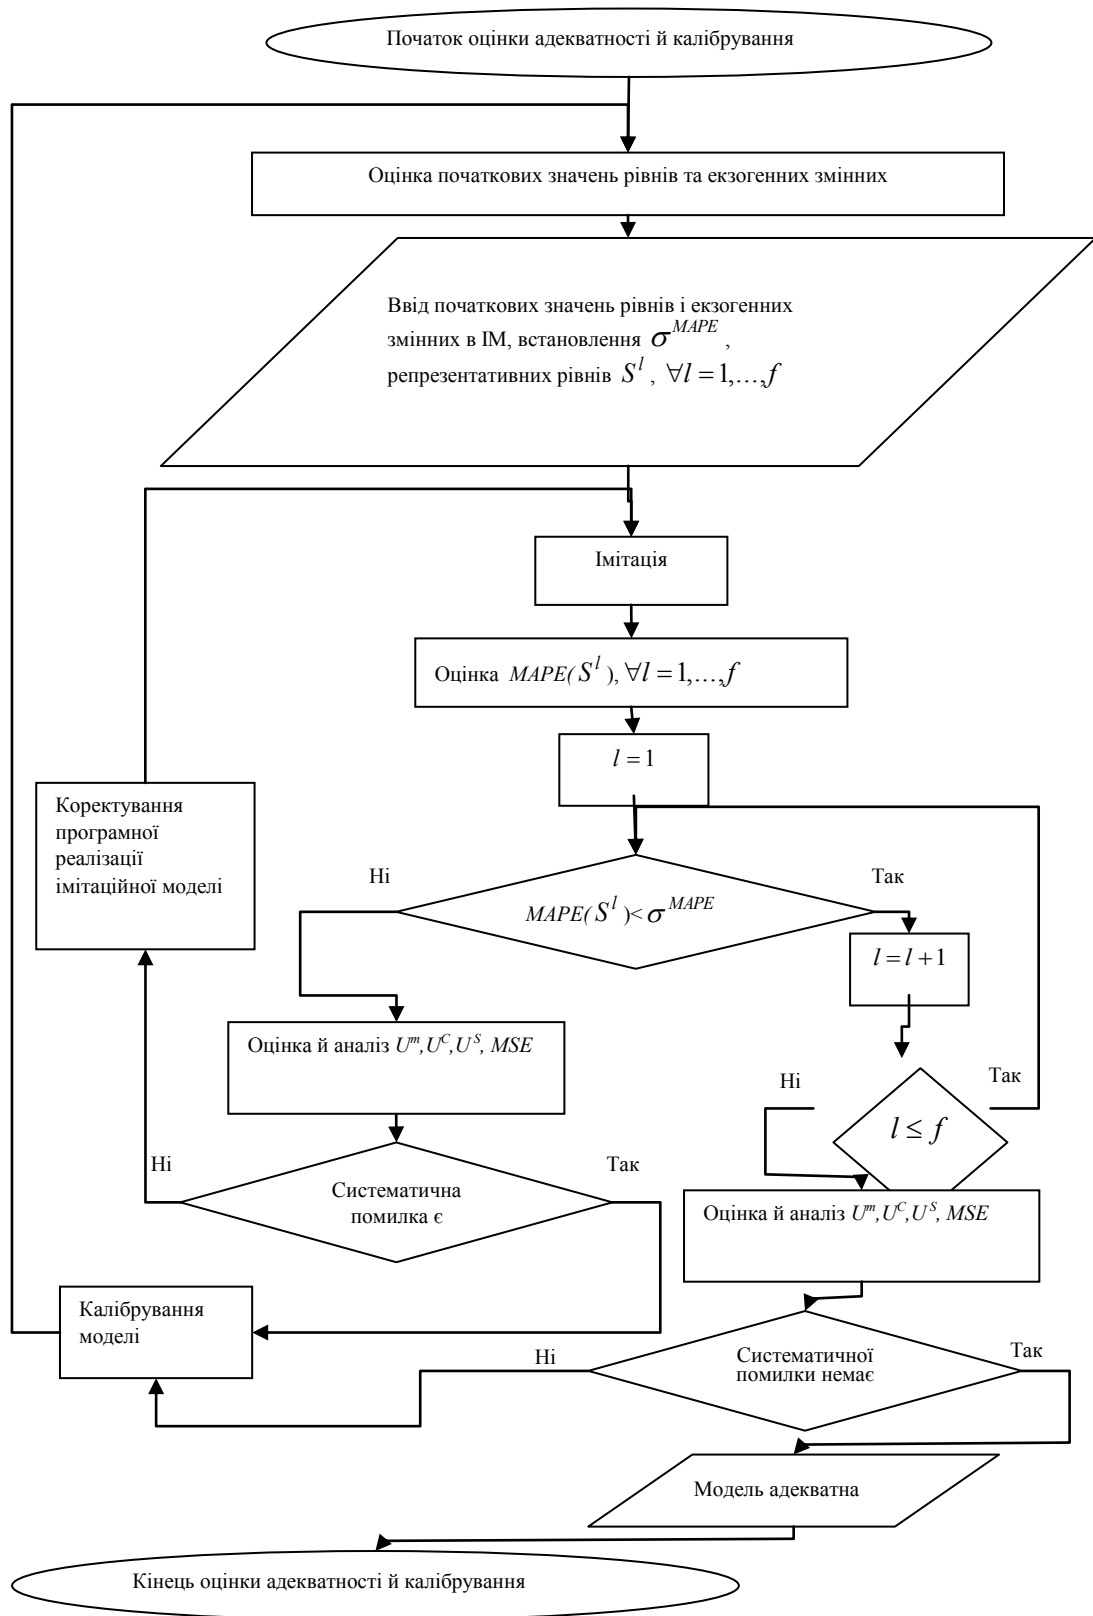 Початок оцінки адекватності й калібрування
Оцінка початкових значень рівнів та екзогенних змінних
Ввід початкових значень рівнів і екзогенних
змінних в ІМ, встановлення σ^MAPE ,
репрезентативних рівнів S^l , ∀l = 1,…,f
Імітація
Оцінка MAPE(S^l), ∀l = 1,…,f
l = 1
Коректування
програмної
реалізації
імітаційної моделі
Ні
Так
MAPE(S^l)< σ^MAPE
l = l + 1
Оцінка й аналіз U^m,U^C,U^S, MSE
Ні
Так
l ≤ f
Ні
Так
Систематична
помилка є
Оцінка й аналіз U^m,U^C,U^S, MSE
Калібрування
моделі
Ні
Так
Систематичної
помилки немає
Модель адекватна
Кінець оцінки адекватності й калібрування